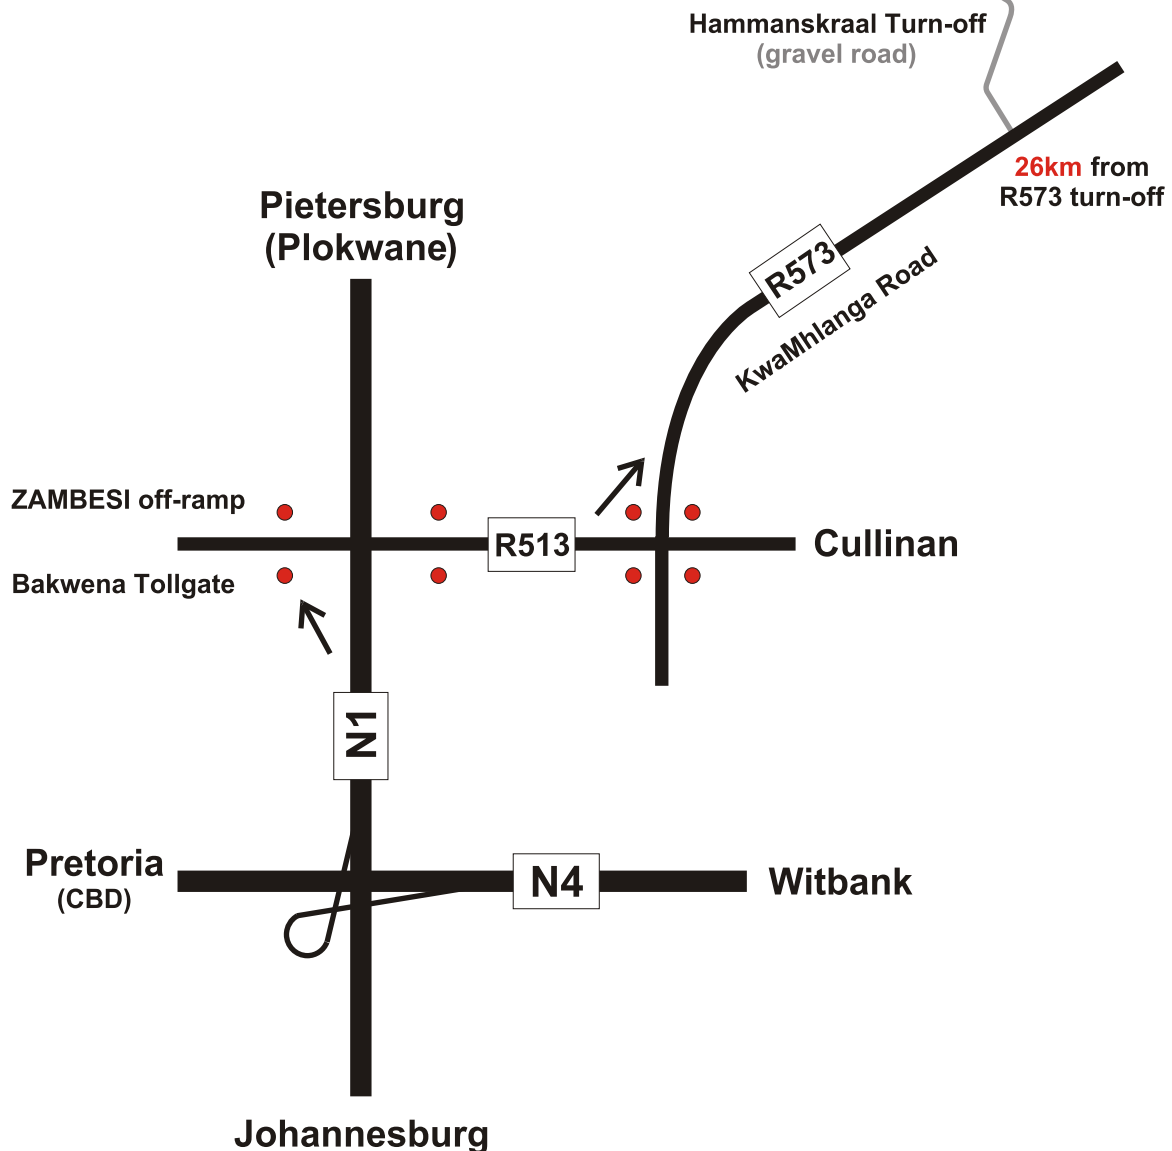 Hammanskraal Turn-off
(gravel road)
26km from
R573 turn-off
Pietersburg
(Plokwane)
R573
KwaMhlanga Road
ZAMBESI off-ramp
R513
Cullinan
Bakwena Tollgate
N1
Pretoria
(CBD)
N4
Witbank
Johannesburg